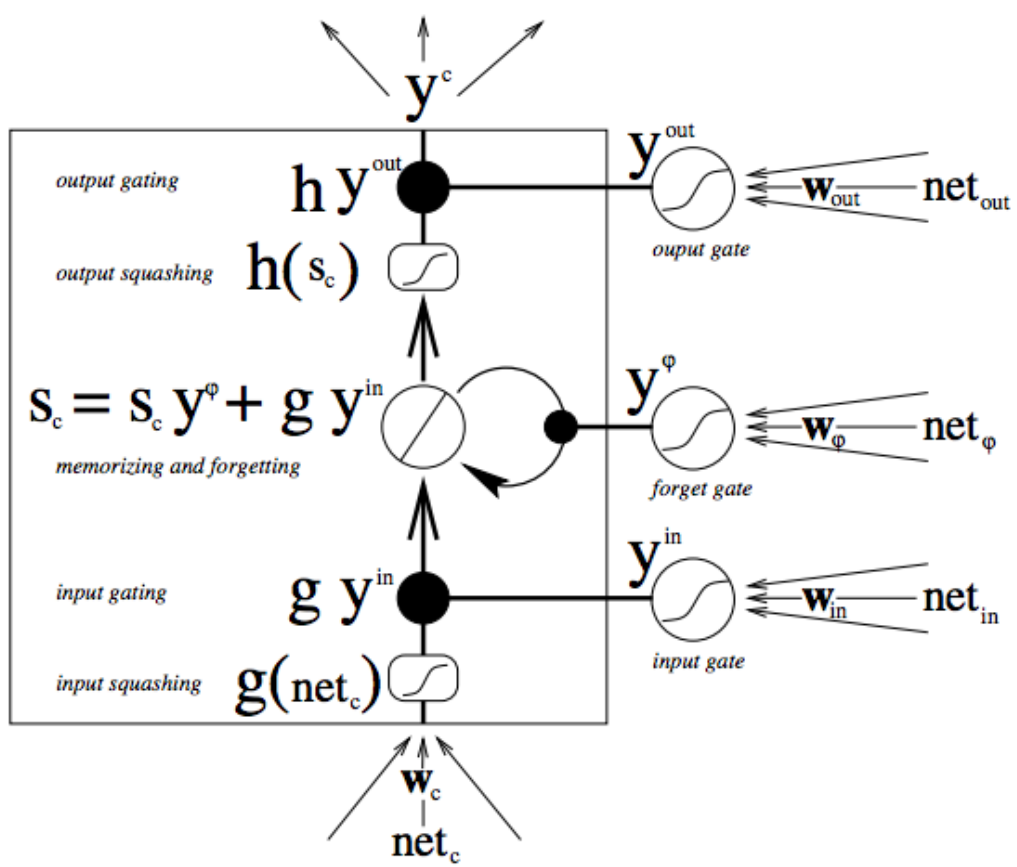 y^c
output gating
h y^out
y^out
w_out
net_out
ouput gate
output squashing
h(s_c)
s_c = s_c y^φ + g y^in
memorizing and forgetting
y^φ
w_φ
net_φ
forget gate
input gating
g y^in
y^in
w_in
net_in
input gate
input squashing
g(net_c)
w_c
net_c